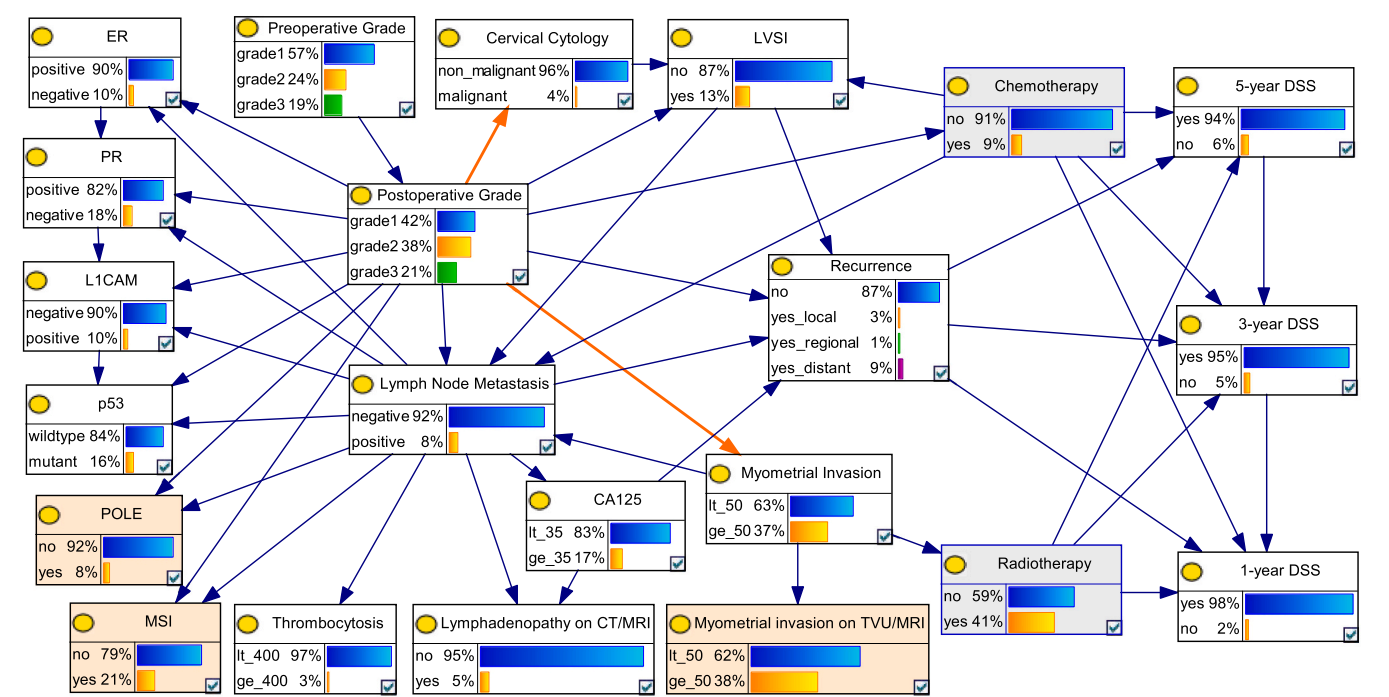 ER
positive 90%
negative 10%
Preoperative Grade
grade1 57%
grade2 24%
grade3 19%
Cervical Cytology
non_malignant 96%
malignant 4%
LVSI
no 87%
yes 13%
Chemotherapy
no 91%
yes 9%
5-year DSS
yes 94%
no 6%
PR
positive 82%
negative 18%
Postoperative Grade
grade1 42%
grade2 38%
grade3 21%
L1CAM
negative 90%
positive 10%
Recurrence
no 87%
yes_local 3%
yes_regional 1%
yes_distant 9%
3-year DSS
yes 95%
no 5%
p53
wildtype 84%
mutant 16%
Lymph Node Metastasis
negative 92%
positive 8%
Myometrial Invasion
lt_50 63%
ge_50 37%
CA125
lt_35 83%
ge_35 17%
POLE
no 92%
yes 8%
Radiotherapy
no 59%
yes 41%
1-year DSS
yes 98%
no 2%
MSI
no 79%
yes 21%
Thrombocytosis
lt_400 97%
ge_400 3%
Lymphadenopathy on CT/MRI
no 95%
yes 5%
Myometrial invasion on TVU/MRI
lt_50 62%
ge_50 38%